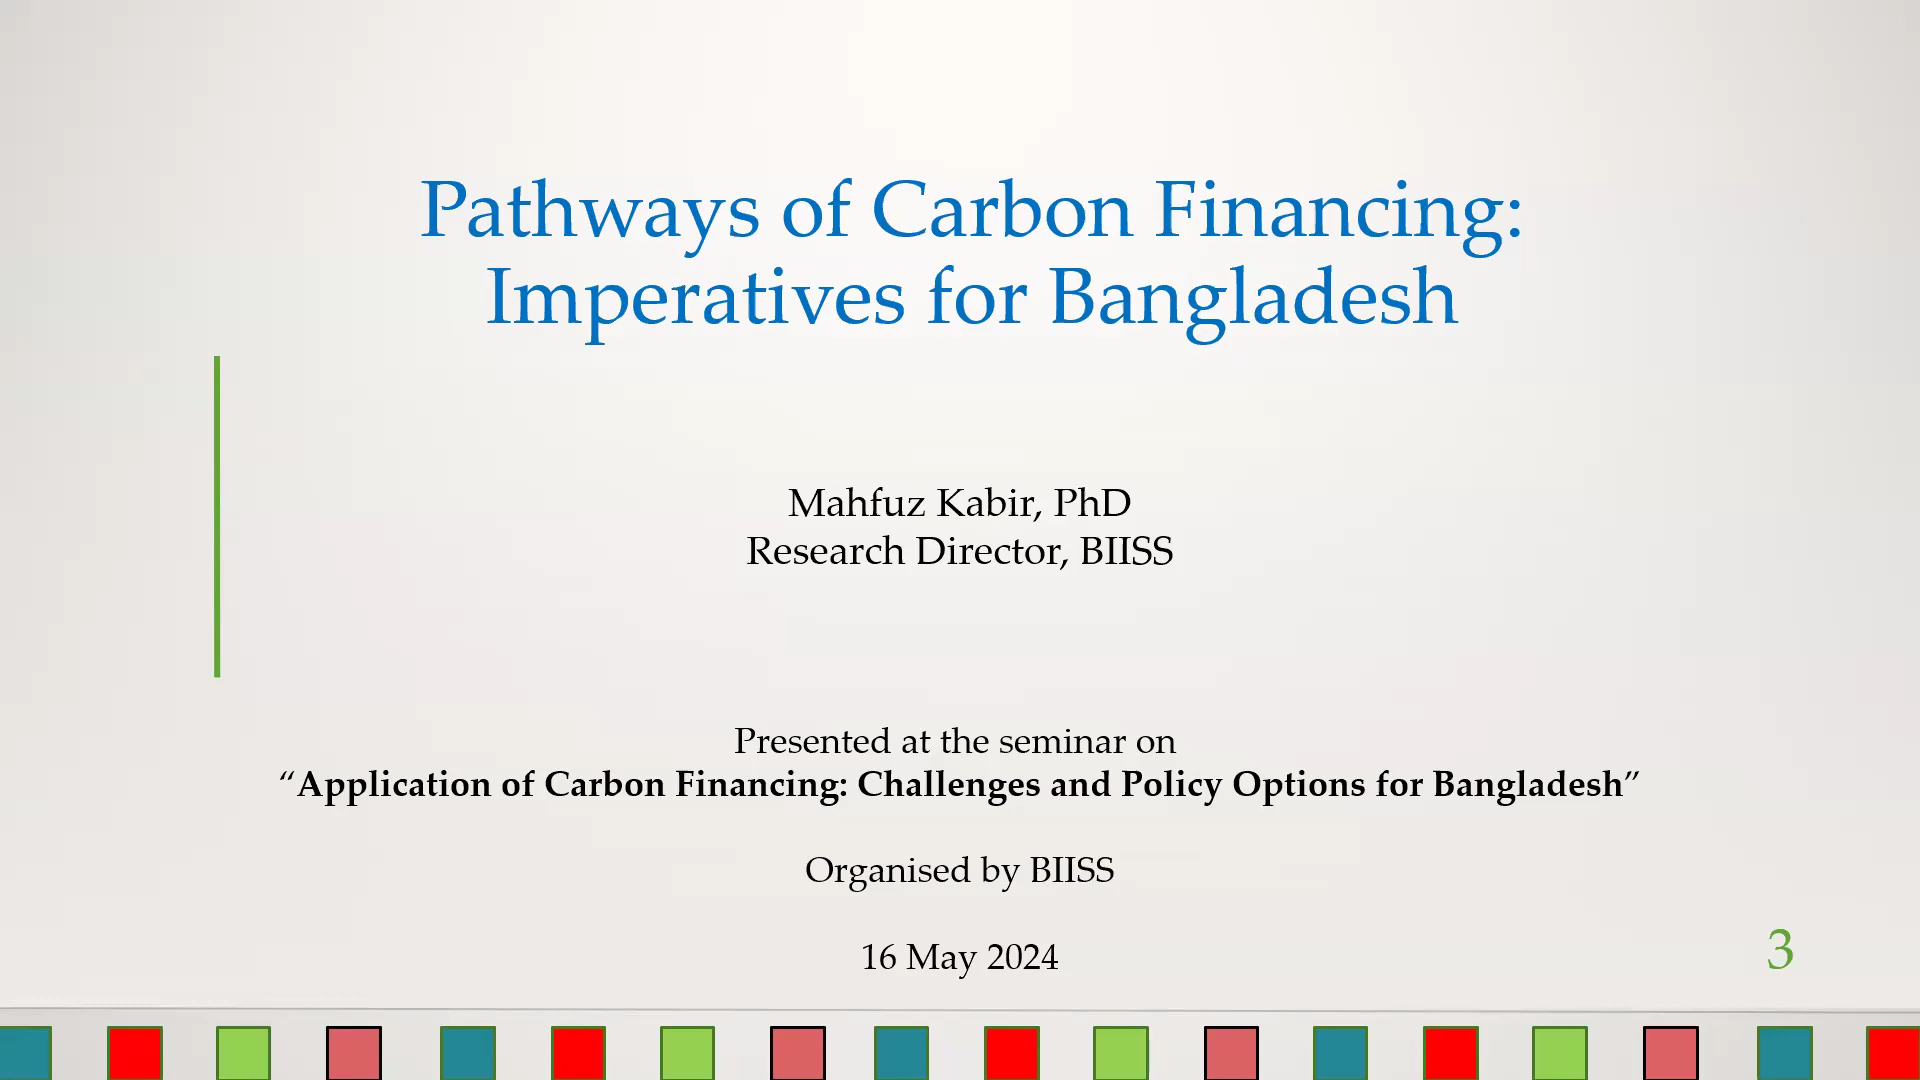 Pathways of Carbon Financing:
Imperatives for Bangladesh
Mahfuz Kabir, PhD
Research Director, BIISS
Presented at the seminar on
“Application of Carbon Financing: Challenges and Policy Options for Bangladesh”
Organised by BIISS
16 May 2024
3